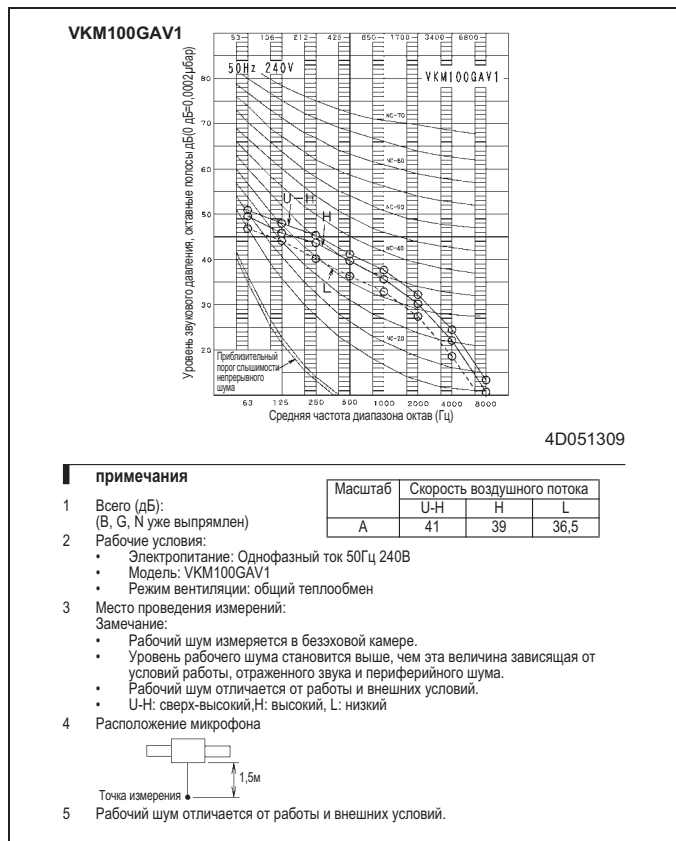 VKM100GAV1
53 106 212 425 850 1700 3400 6800
50Hz 240V
VKM100GAV1
Уровень звукового давления, октавные полосы дБ(0 дБ=0,0002µбар)
80
70
60
50
40
30
20
NC-70
NC-60
NC-50
NC-40
NC-20
U-H
H
L
Приблизительный
порог слышимости
непрерывного
шума
63 125 250 500 1000 2000 4000 8000
Средняя частота диапазона октав (Гц)
4D051309
примечания
1 Всего (дБ):
(B, G, N уже выпрямлен)
Масштаб Скорость воздушного потока
U-H H L
A 41 39 36,5
2 Рабочие условия:
• Электропитание: Однофазный ток 50Гц 240В
• Модель: VKM100GAV1
• Режим вентиляции: общий теплообмен
3 Место проведения измерений:
Замечание:
• Рабочий шум измеряется в безэховой камере.
• Уровень рабочего шума становится выше, чем эта величина зависящая от
условий работы, отраженного звука и периферийного шума.
• Рабочий шум отличается от работы и внешних условий.
• U-H: сверх-высокий,H: высокий, L: низкий
4 Расположение микрофона
1,5м
Точка измерения
5 Рабочий шум отличается от работы и внешних условий.